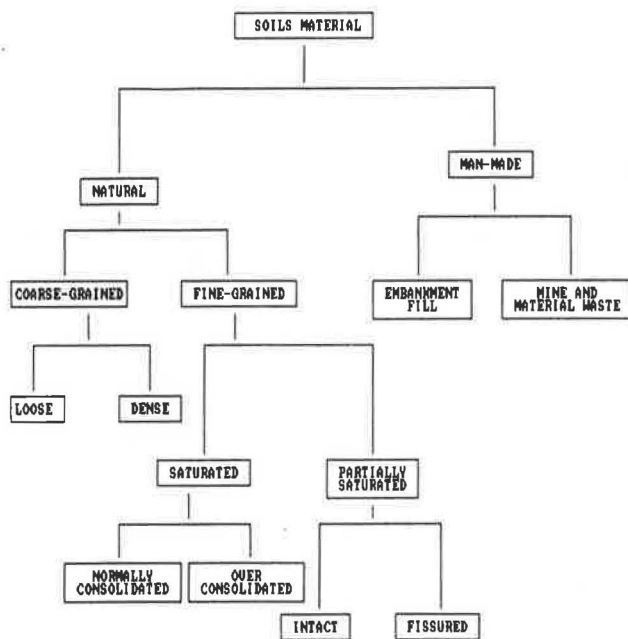 SOILS MATERIAL
MAN-MADE
NATURAL
COARSE-GRAINED
FINE-GRAINED
EMBANKMENT
FILL
MINE AND
MATERIAL WASTE
LOOSE
DENSE
SATURATED
PARTIALLY
SATURATED
NORMALLY
CONSOLIDATED
OVER
CONSOLIDATED
INTACT
FISSURED